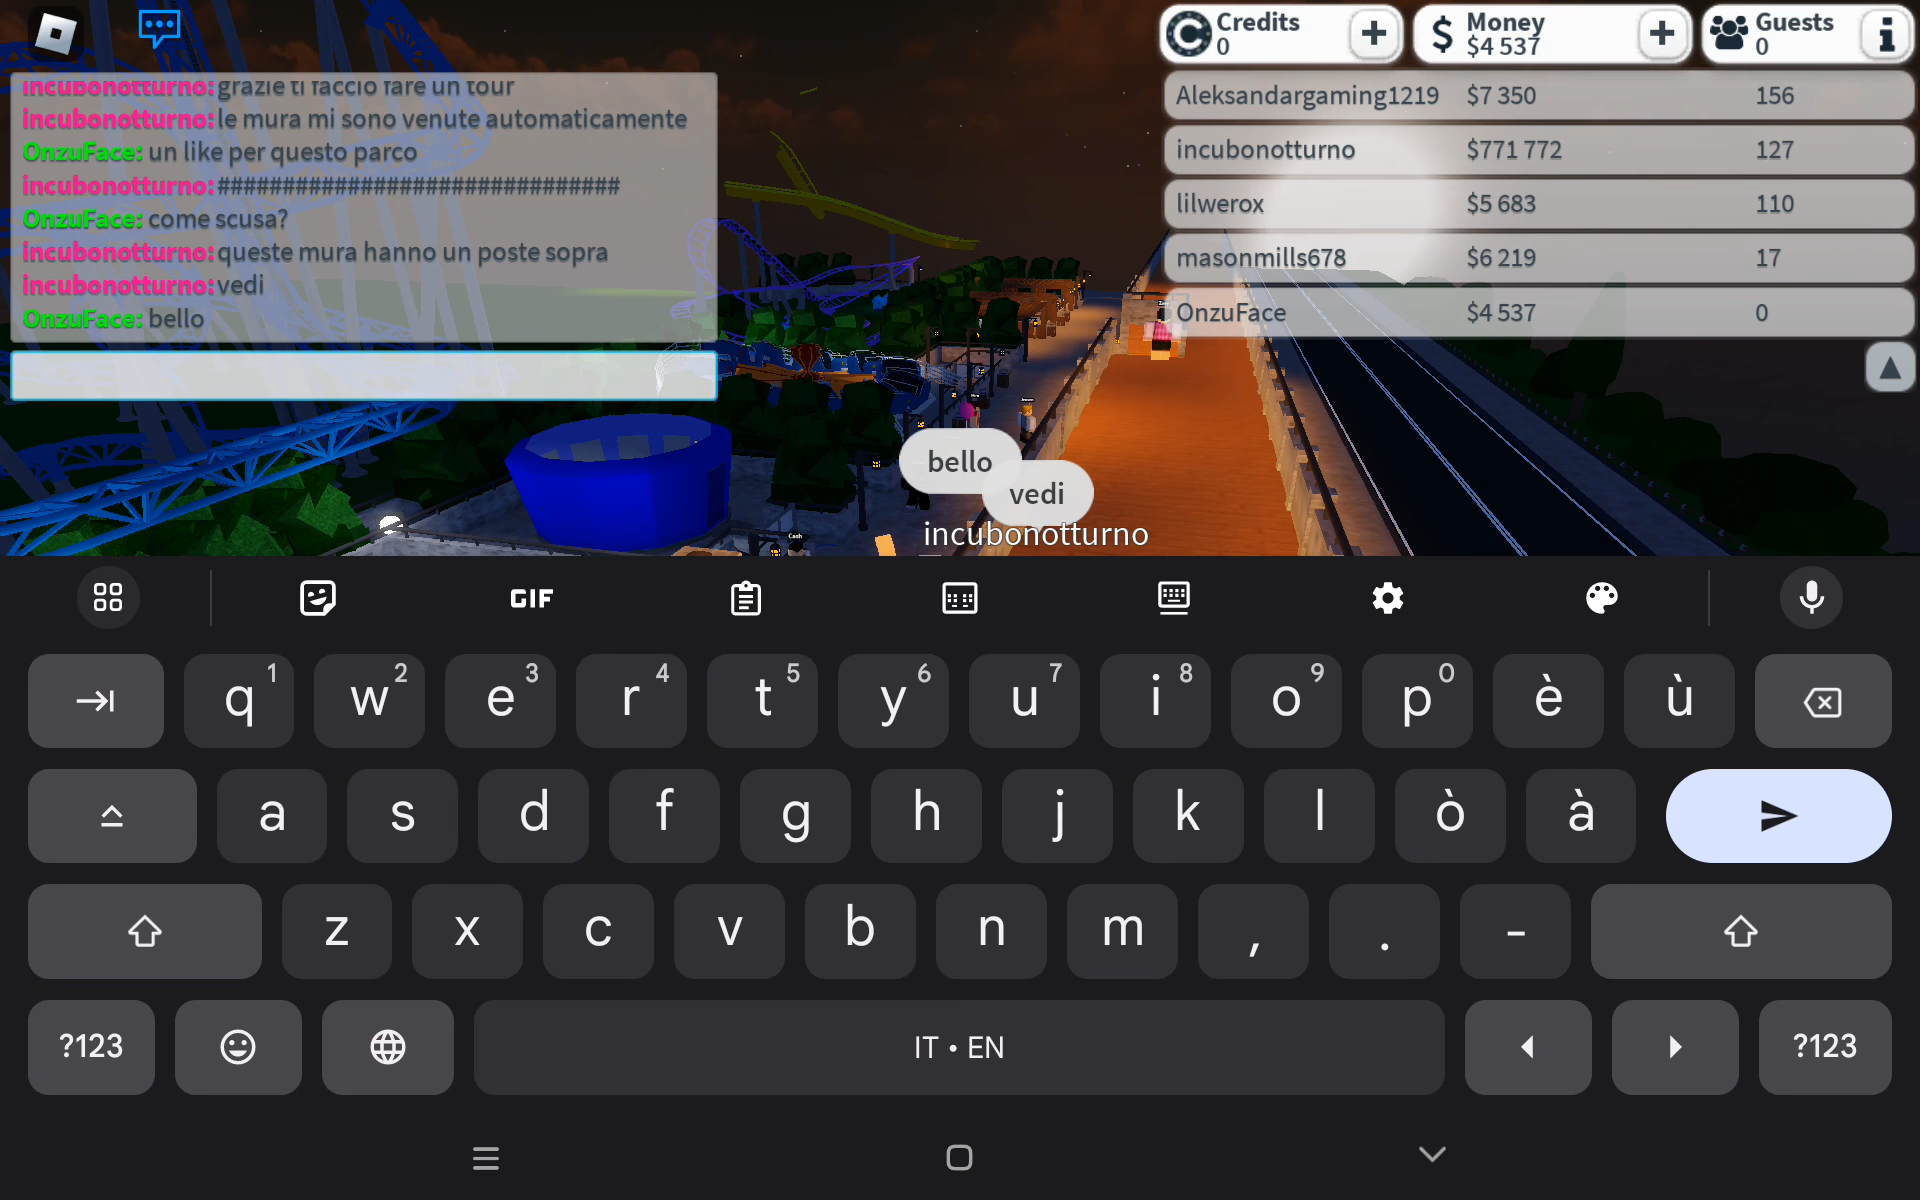 Credits
0
Money
$4 537
Guests
0
incubonotturno: grazie ti faccio fare un tour
incubonotturno: le mura mi sono venute automaticamente
OnzuFace: un like per questo parco
incubonotturno: ###############################
OnzuFace: come scusa?
incubonotturno: queste mura hanno un poste sopra
incubonotturno: vedi
OnzuFace: bello
Aleksandargaming1219 $7 350 156
incubonotturno $771 772 127
lilwerox $5 683 110
masonmills678 $6 219 17
OnzuFace $4 537 0
bello
vedi
incubonotturno
Cash
GIF
q 1 w 2 e 3 r 4 t 5 y 6 u 7 i 8 o 9 p 0 è ù
a s d f g h j k l ò à
z x c v b n m , . -
?123 IT • EN ?123